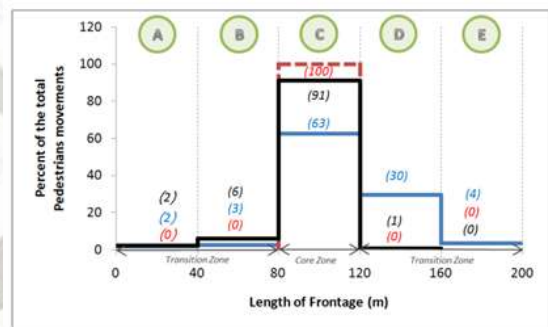 A B C D E
Percent of the total
Pedestrians movements
120
100
80
60
40
20
0
(100)
(91)
(63)
(30)
(2) (6) (4)
(2) (3) (1) (0)
(0) (0) (0) (0)
0 40 80 120 160 200
Transition Zone Core Zone Transition Zone
Length of Frontage (m)